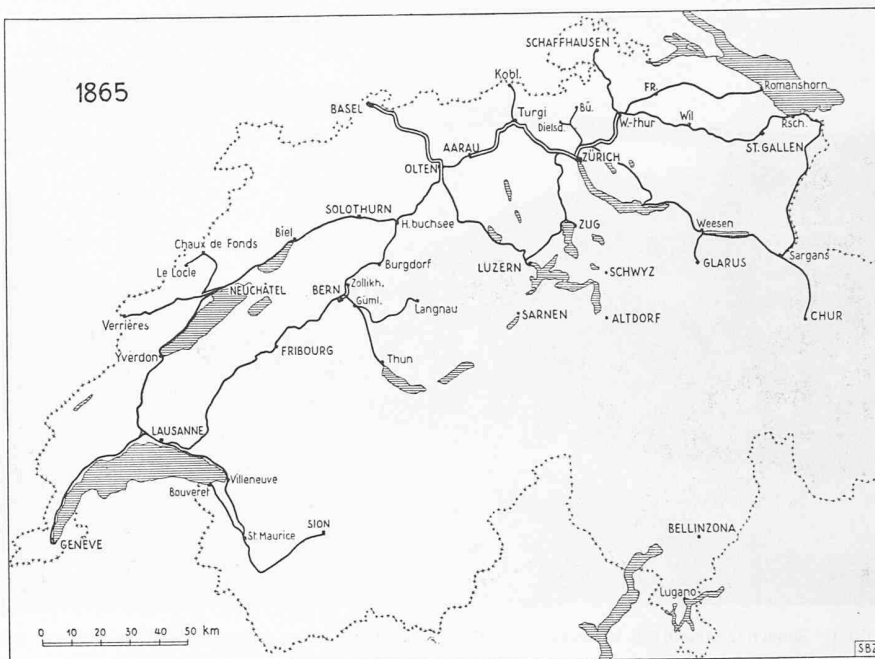 1865
SCHAFFHAUSEN
Kobl.
BASEL
Turgi
Bü.
Dielsd.
FR.
Romanshorn
W.-thur
Wil
Rsch.
AARAU
ZÜRICH
ST.GALLEN
OLTEN
SOLOTHURN
H.buchsee
Biel
ZUG
Weesen
Chaux de Fonds
Le Locle
Burgdorf
LUZERN
SCHWYZ
GLARUS
Sargans
NEUCHÂTEL
BERN
Zollikh.
Güml.
Langnau
Verrières
SARNEN
ALTDORF
CHUR
Yverdon
FRIBOURG
Thun
LAUSANNE
Villeneuve
Bouveret
SION
St.Maurice
GENÈVE
BELLINZONA
Lugano
0 10 20 30 40 50 km
SBZ